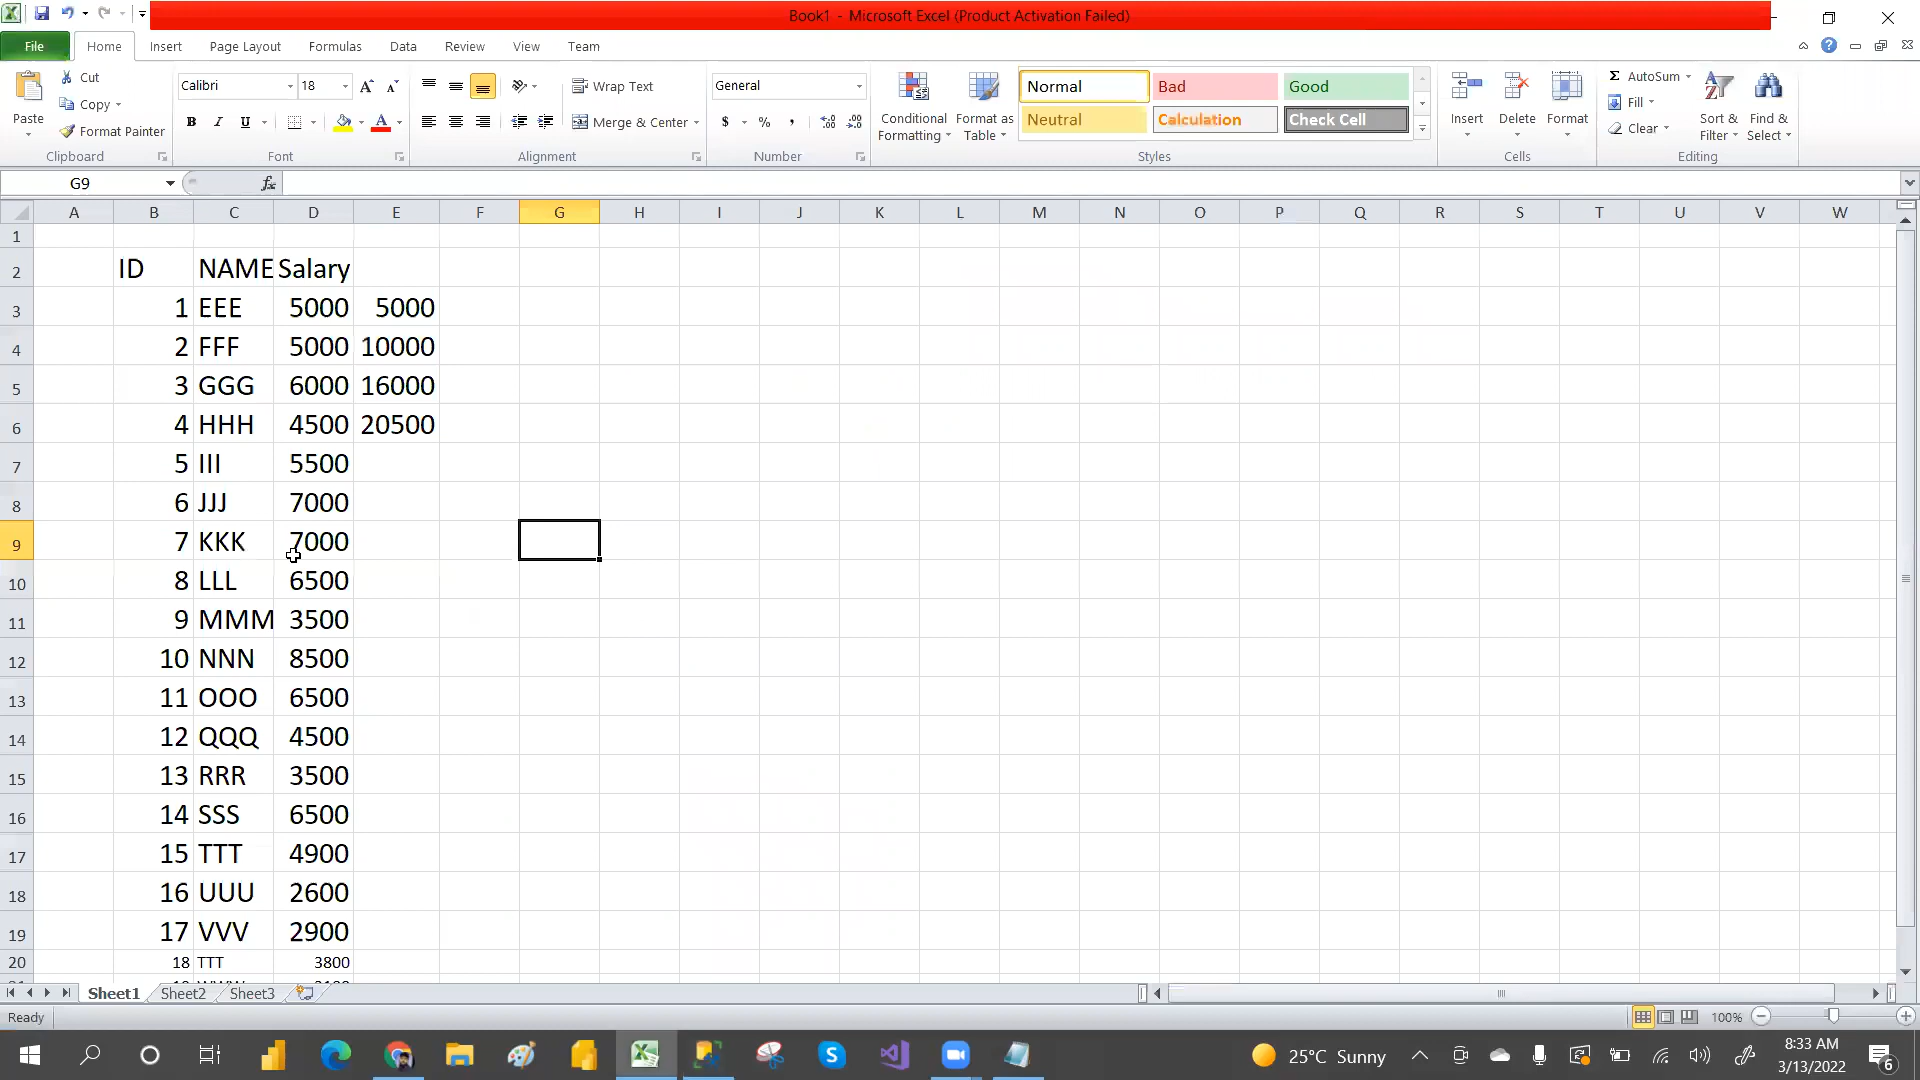 Book1 - Microsoft Excel (Product Activation Failed)
File Home Insert Page Layout Formulas Data Review View Team
Paste Cut Copy Format Painter Clipboard
Calibri 18 A A B I U A Font
Wrap Text Merge & Center Alignment
General $ % , Number
Conditional Formatting Format as Table
Normal Bad Good
Neutral Calculation Check Cell
Styles
Insert Delete Format Cells
Σ AutoSum Fill Clear Sort & Filter Find & Select Editing
G9 fx
A B C D E F G H I J K L M N O P Q R S T U V W
1
2 ID NAME Salary
3 1 EEE 5000 5000
4 2 FFF 5000 10000
5 3 GGG 6000 16000
6 4 HHH 4500 20500
7 5 III 5500
8 6 JJJ 7000
9 7 KKK 7000
10 8 LLL 6500
11 9 MMM 3500
12 10 NNN 8500
13 11 OOO 6500
14 12 QQQ 4500
15 13 RRR 3500
16 14 SSS 6500
17 15 TTT 4900
18 16 UUU 2600
19 17 VVV 2900
20 18 TTT 3800
Sheet1 Sheet2 Sheet3
Ready 100%
25°C Sunny 8:33 AM
3/13/2022 6